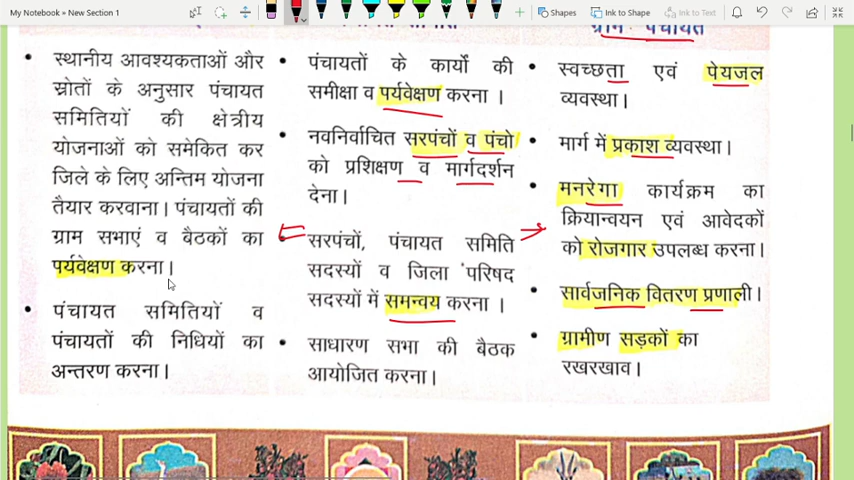 My Notebook » New Section 1
Shapes
Ink to Shape
Ink to Text
ग्राम पंचायत
• स्थानीय आवश्यकताओं और
स्रोतों के अनुसार पंचायत
समितियों की क्षेत्रीय
योजनाओं को समेकित कर
जिले के लिए अन्तिम योजना
तैयार करवाना। पंचायतों की
ग्राम सभाएं व बैठकों का
पर्यवेक्षण करना।
• पंचायत समितियों व
पंचायतों की निधियों का
अन्तरण करना।
• पंचायतों के कार्यों की
समीक्षा व पर्यवेक्षण करना ।
• नवनिर्वाचित सरपंचों व पंचो
को प्रशिक्षण व मार्गदर्शन
देना।
• सरपंचों, पंचायत समिति
सदस्यों व जिला परिषद
सदस्यों में समन्वय करना ।
• साधारण सभा की बैठक
आयोजित करना।
• स्वच्छता एवं पेयजल
व्यवस्था।
• मार्ग में प्रकाश व्यवस्था।
• मनरेगा कार्यक्रम का
क्रियान्वयन एवं आवेदकों
को रोजगार उपलब्ध करना।
• सार्वजनिक वितरण प्रणाली।
• ग्रामीण सड़कों का
रखरखाव।